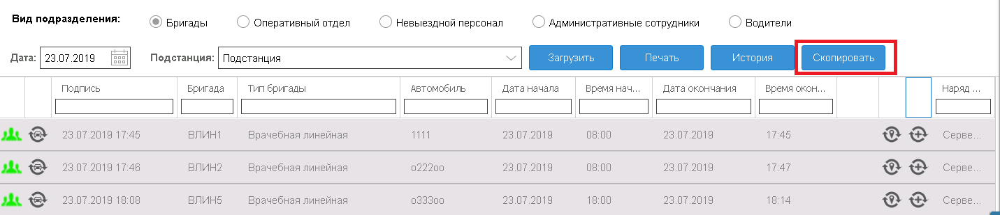 Вид подразделения: Бригады Оперативный отдел Невыездной персонал Административные сотрудники Водители
Дата: 23.07.2019 Подстанция: Подстанция Загрузить Печать История Скопировать
Подпись Бригада Тип бригады Автомобиль Дата начала Время нач... Дата окончания Время окон... Наряд ...
23.07.2019 17:45 ВЛИН1 Врачебная линейная 1111 23.07.2019 08:00 23.07.2019 17:45 Серве...
23.07.2019 17:46 ВЛИН2 Врачебная линейная о222оо 23.07.2019 08:00 23.07.2019 17:47 Серве...
23.07.2019 18:08 ВЛИН5 Врачебная линейная о333оо 23.07.2019 18:00 23.07.2019 18:14 Серве...